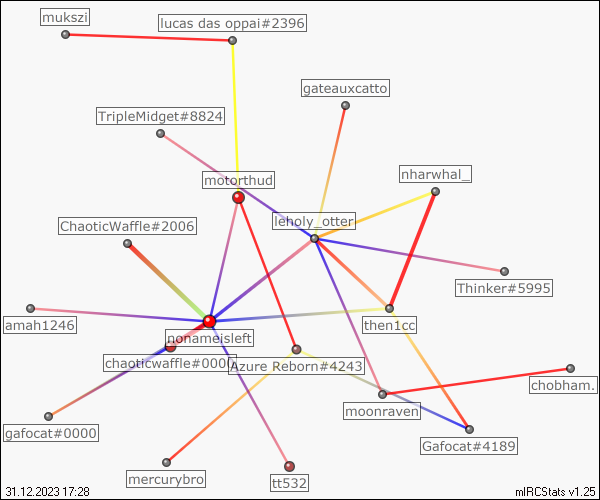 mukszi
lucas das oppai#2396
gateauxcatto
TripleMidget#8824
nharwhal_
motorthud
ChaoticWaffle#2006
leholy_otter
Thinker#5995
amah1246
then1cc
nonameisleft
chaoticwaffle#0000
Azure Reborn#4243
chobham.
moonraven
gafocat#0000
Gafocat#4189
mercurybro
tt532
31.12.2023 17:28
mIRCStats v1.25